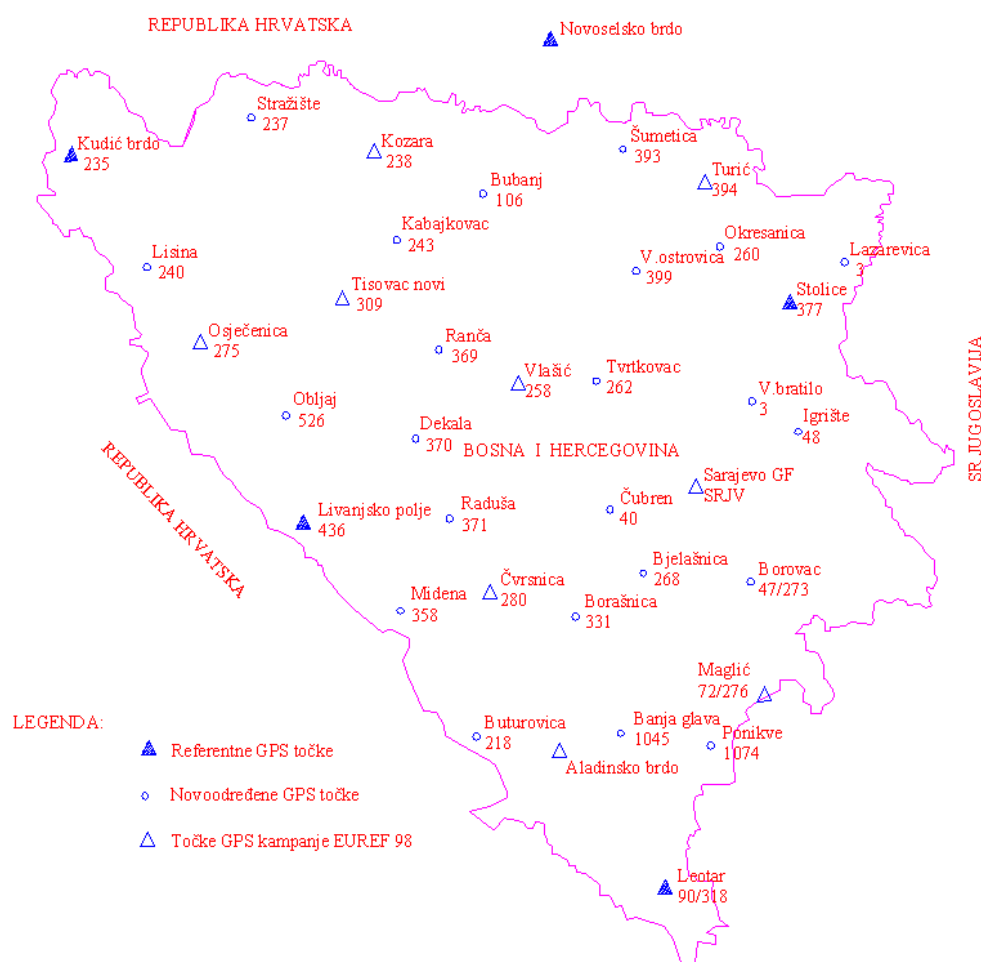 REPUBLIKA HRVATSKA
Novoselsko brdo
Stražište
237
Kudić brdo
235
Kozara
238
Šumetica
393
Turić
394
Bubanj
106
Kabajkovac
243
Okresanica
260
Lazarevica
3
Lisina
240
V.ostrovica
399
Tisovac novi
309
Stolice
377
Osječenica
275
Ranča
369
Vlašić
258
Tvrtkovac
262
V.bratilo
3
Igrište
48
Obljaj
526
Dekala
370
BOSNA I HERCEGOVINA
SR JUGOSLAVIJA
REPUBLIKA HRVATSKA
Sarajevo GF
SRJV
Livanjsko polje
436
Raduša
371
Čubren
40
Bjelašnica
268
Borovac
47/273
Čvrsnica
280
Midena
358
Borašnica
331
Maglić
72/276
LEGENDA:
Referentne GPS točke
Novoodređene GPS točke
Točke GPS kampanje EUREF 98
Buturovica
218
Aladinsko brdo
Banja glava
1045
Ponikve
1074
Leotar
90/318